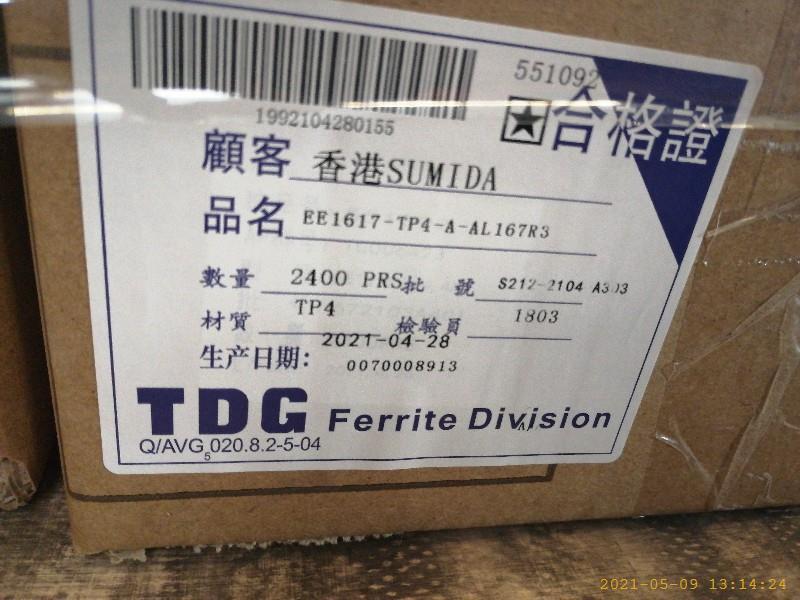 551092
1992104280155
合格證
顧客 香港SUMIDA
品名 EE1617-TP4-A-AL167R3
數量 2400 PRS 批 號 S212-2104
材質 TP4 檢驗員 1803
生产日期: 2021-04-28
0070008913
TDG Ferrite Division
Q/AVG 020.8.2-5-04
5
2021-05-09 13:14:24